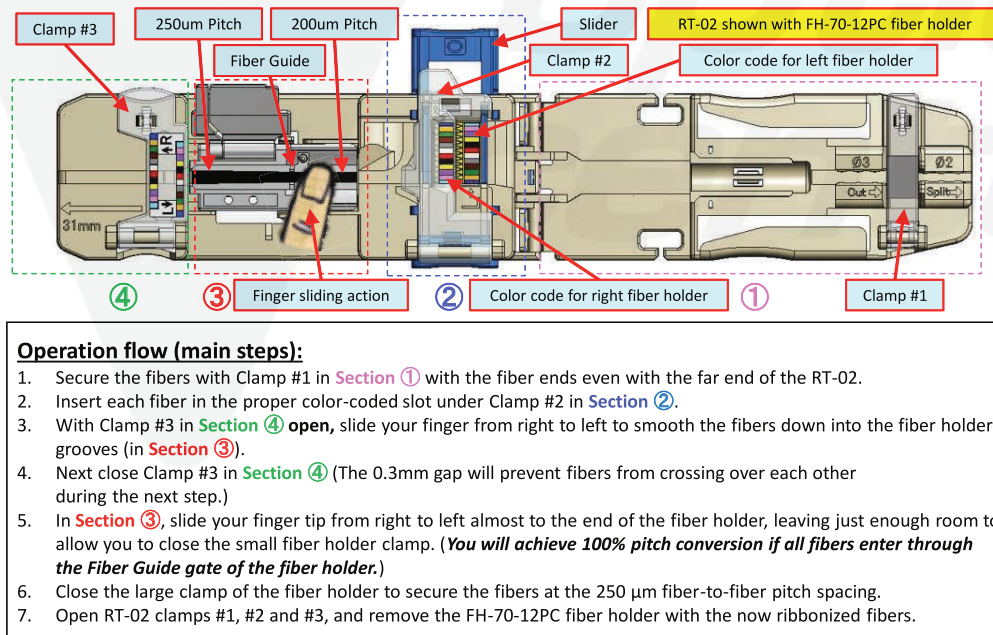 Clamp #3
250um Pitch
200um Pitch
Slider
RT-02 shown with FH-70-12PC fiber holder
Fiber Guide
Clamp #2
Color code for left fiber holder
R
L
31mm
Ø3
Ø2
Cut
Split
④
③
Finger sliding action
②
Color code for right fiber holder
①
Clamp #1
Operation flow (main steps):
1. Secure the fibers with Clamp #1 in Section ① with the fiber ends even with the far end of the RT-02.
2. Insert each fiber in the proper color-coded slot under Clamp #2 in Section ②.
3. With Clamp #3 in Section ④ open, slide your finger from right to left to smooth the fibers down into the fiber holder
grooves (in Section ③).
4. Next close Clamp #3 in Section ④ (The 0.3mm gap will prevent fibers from crossing over each other
during the next step.)
5. In Section ③, slide your finger tip from right to left almost to the end of the fiber holder, leaving just enough room to
allow you to close the small fiber holder clamp. (You will achieve 100% pitch conversion if all fibers enter through
the Fiber Guide gate of the fiber holder.)
6. Close the large clamp of the fiber holder to secure the fibers at the 250 µm fiber-to-fiber pitch spacing.
7. Open RT-02 clamps #1, #2 and #3, and remove the FH-70-12PC fiber holder with the now ribbonized fibers.